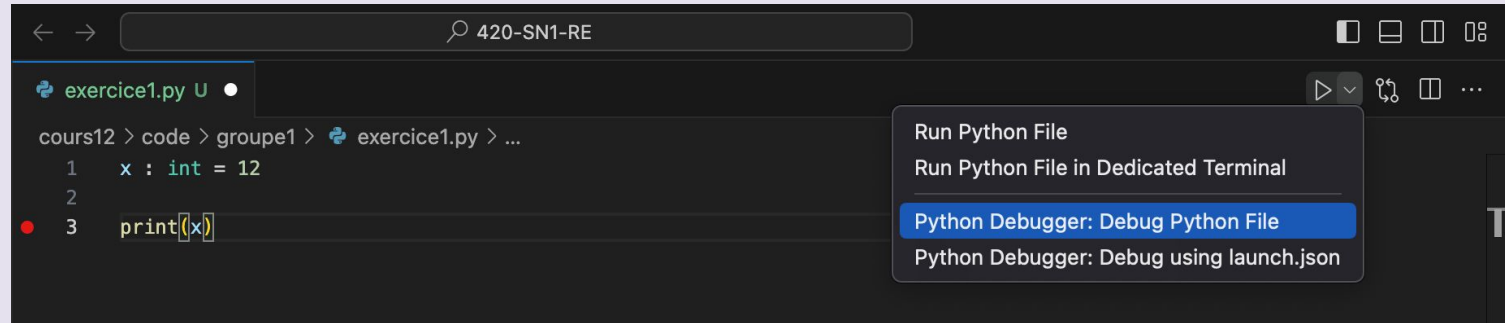 420-SN1-RE
exercice1.py U
cours12 > code > groupe1 > exercice1.py > ...
1 x : int = 12
2
3 print(x)
Run Python File
Run Python File in Dedicated Terminal
Python Debugger: Debug Python File
Python Debugger: Debug using launch.json
T